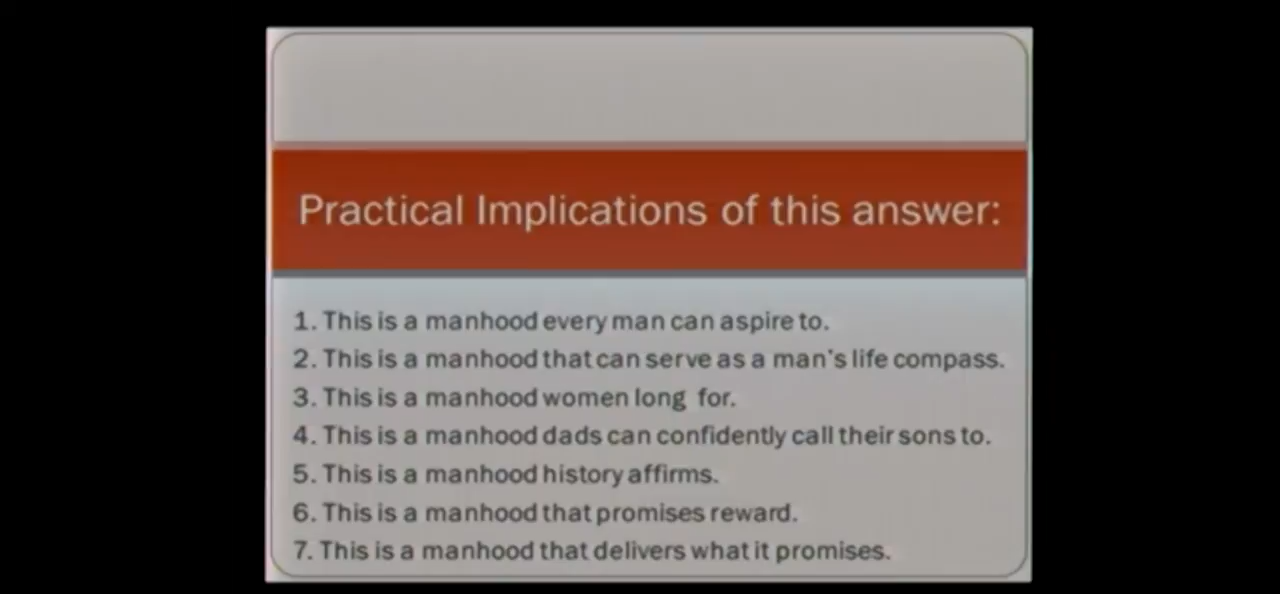 Practical Implications of this answer:
1. This is a manhood every man can aspire to.
2. This is a manhood that can serve as a man's life compass.
3. This is a manhood women long for.
4. This is a manhood dads can confidently call their sons to.
5. This is a manhood history affirms.
6. This is a manhood that promises reward.
7. This is a manhood that delivers what it promises.